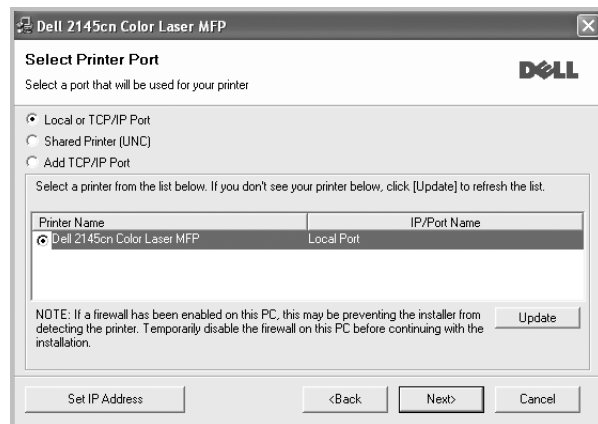 Dell 2145cn Color Laser MFP
Select Printer Port
Select a port that will be used for your printer
DELL
Local or TCP/IP Port
Shared Printer (UNC)
Add TCP/IP Port
Select a printer from the list below. If you don't see your printer below, click [Update] to refresh the list.
Printer Name IP/Port Name
Dell 2145cn Color Laser MFP Local Port
NOTE: If a firewall has been enabled on this PC, this may be preventing the installer from
detecting the printer. Temporarily disable the firewall on this PC before continuing with the
installation.
Update
Set IP Address <Back Next> Cancel